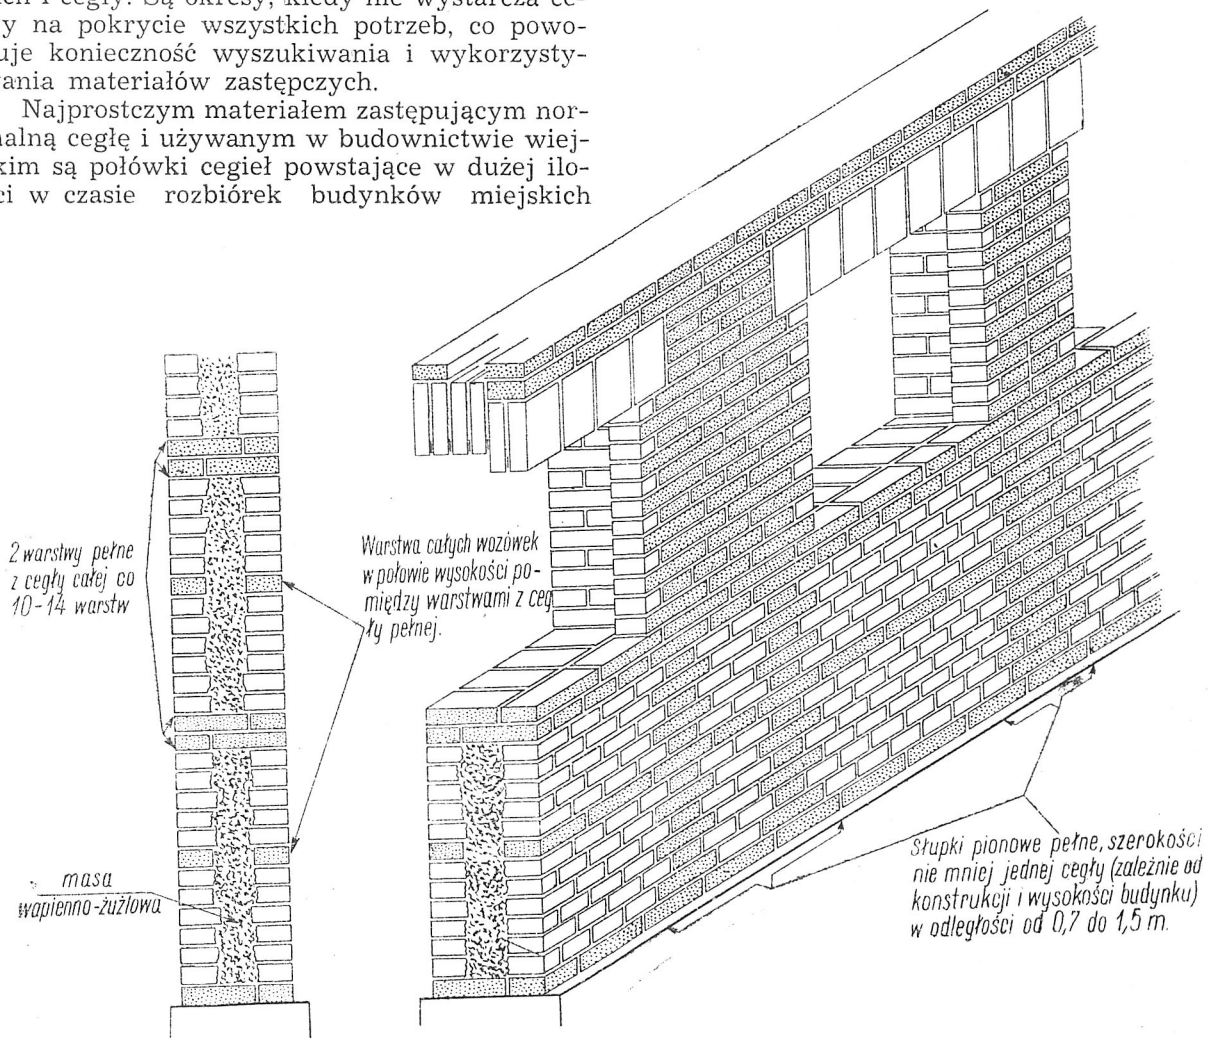 ich i cegły. Są okresy, kiedy nie wystarcza ce-
y na pokrycie wszystkich potrzeb, co powo-
uje konieczność wyszukiwania i wykorzysty-
ania materiałów zastępczych.
Najprostczym materiałem zastępującym nor-
alną cegłę i używanym w budownictwie wiej-
kim są połówki cegieł powstające w dużej ilo-
ci w czasie rozbiórek budynków miejskich
2 warstwy pełne
z cegły całej co
10-14 warstw
Warstwa całych wozówek
w połowie wysokości po-
między warstwami z ceg
ły pełnej.
masa
wapienno-żużlowa
Słupki pionowe pełne, szerokości
nie mniej jednej cegły (zależnie od
konstrukcji i wysokości budynku)
w odległości od 0,7 do 1,5 m.